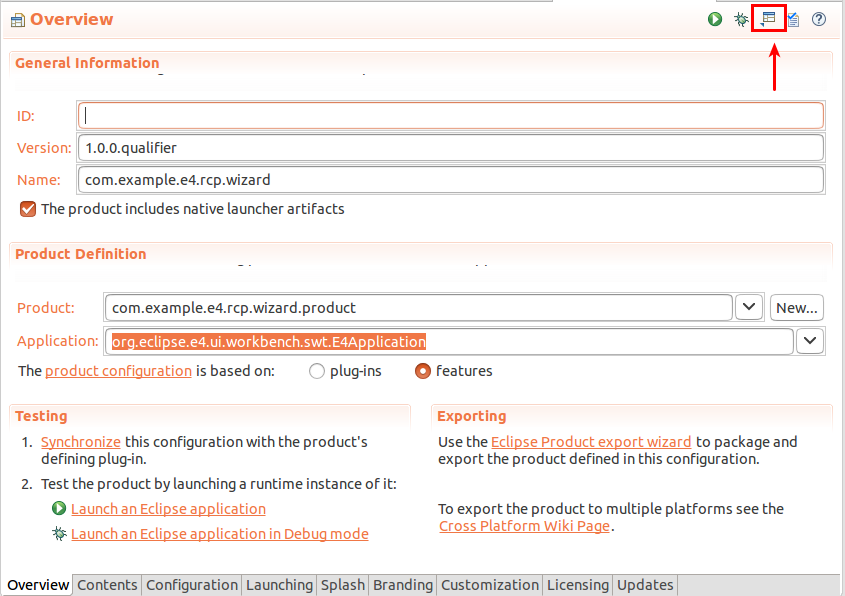 Overview
General Information
ID:
Version: 1.0.0.qualifier
Name: com.example.e4.rcp.wizard
The product includes native launcher artifacts
Product Definition
Product: com.example.e4.rcp.wizard.product New...
Application: org.eclipse.e4.ui.workbench.swt.E4Application
The product configuration is based on: plug-ins features
Testing
1. Synchronize this configuration with the product's
defining plug-in.
2. Test the product by launching a runtime instance of it:
Launch an Eclipse application
Launch an Eclipse application in Debug mode
Exporting
Use the Eclipse Product export wizard to package and
export the product defined in this configuration.
To export the product to multiple platforms see the
Cross Platform Wiki Page.
Overview Contents Configuration Launching Splash Branding Customization Licensing Updates